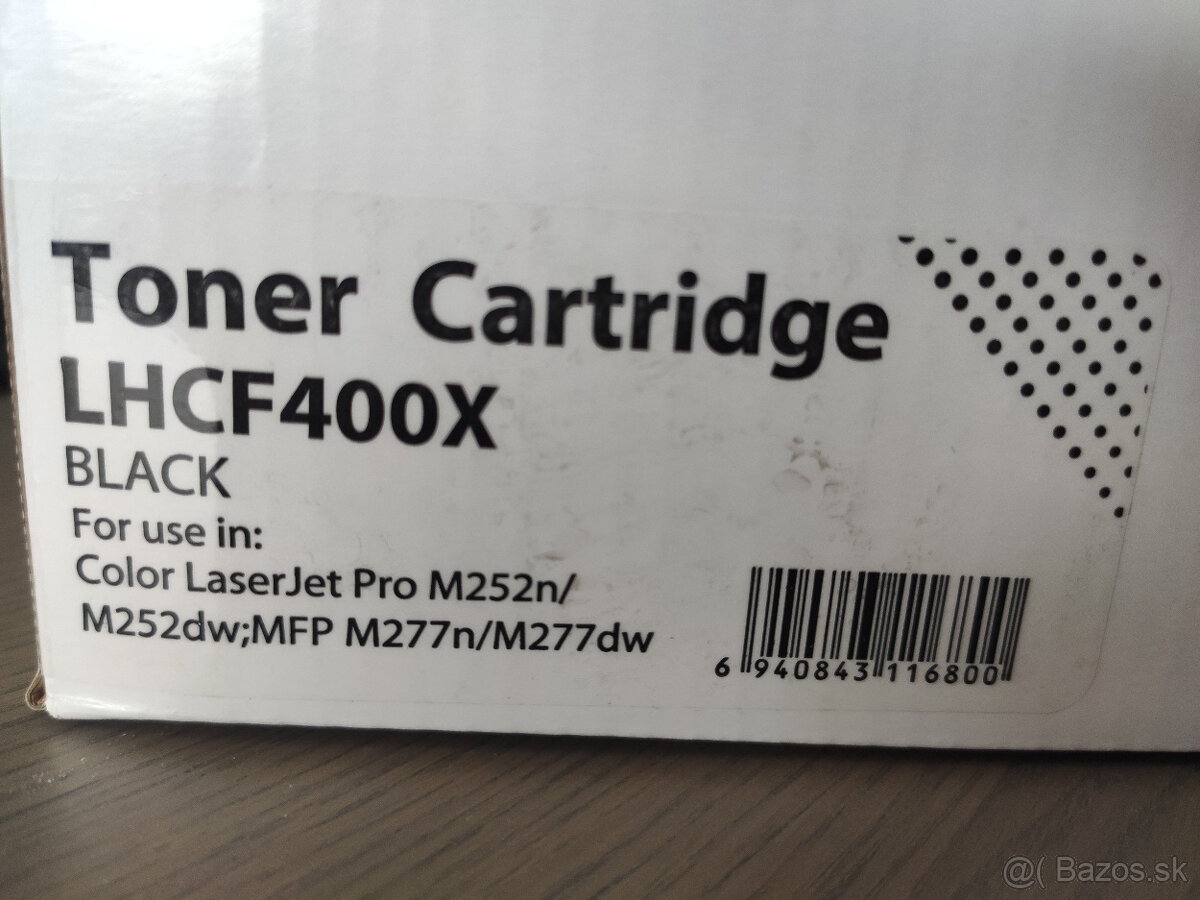 Toner Cartridge
LHCF400X
BLACK
For use in:
Color LaserJet Pro M252n/
M252dw;MFP M277n/M277dw
6 940843 116800
@( Bazos.sk